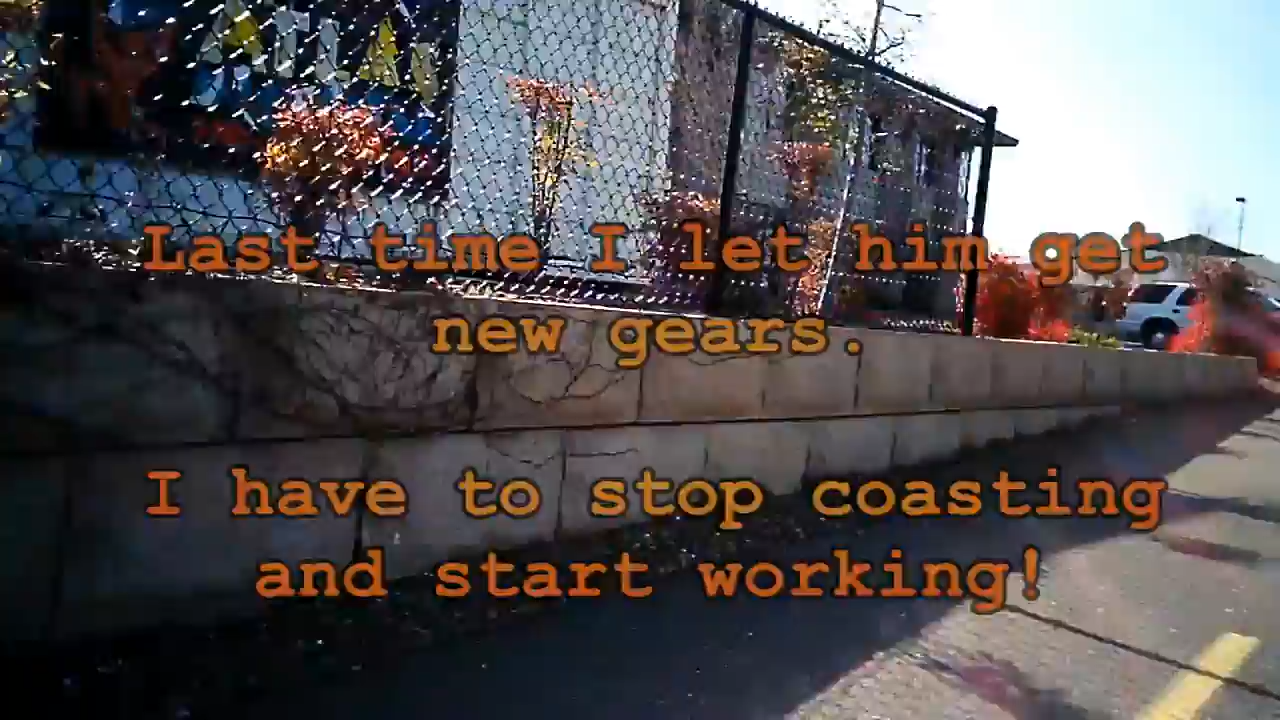 Last time I let him get
new gears.
I have to stop coasting
and start working!